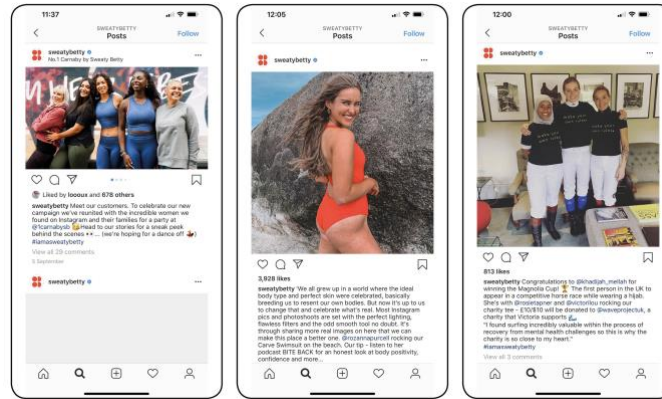 11:37
SWEATYBETTY
Posts
Follow
sweatybetty
No.1 Carnaby by Sweaty Betty
Liked by loooux and 678 others
sweatybetty Meet our customers. To celebrate our new
campaign we've reunited with the incredible women we
found on Instagram and their families for a party at
@1carnabysb Head to our stories for a sneak peek
behind the scenes 👀 ... (we're hoping for a dance off 💃)
#iamasweatybetty
View all 29 comments
5 September
sweatybetty
12:05
SWEATYBETTY
Posts
Follow
sweatybetty
3,928 likes
sweatybetty 'We all grew up in a world where the ideal
body type and perfect skin were celebrated, basically
breeding us to resent our own bodies. But now it's up to us
to change that and celebrate what's real. Most Instagram
pics and photoshoots are set with the perfect lighting,
flawless filters and the odd smooth tool no doubt. It's
through sharing more real images on here that we can
make this place a better one. @rozannapurcell rocking our
Carve Swimsuit on the beach. Our tip - listen to her
podcast BITE BACK for an honest look at body positivity,
confidence and more...
12:00
SWEATYBETTY
Posts
Follow
sweatybetty
make your
own rules
813 likes
sweatybetty Congratulations to @khadijah_mellah for
winning the Magnolia Cup! 🏆 The first person in the UK to
appear in a competitive horse race while wearing a hijab.
She's with @rosietapner and @victorilou rocking our
charity tee - £10/$10 will be donated to @waveprojectuk, a
charity that Victoria supports 🌊
"I found surfing incredibly valuable within the process of
recovery from mental health challenges so this is why the
charity is so close to my heart."
#iamasweatybetty
View all 3 comments